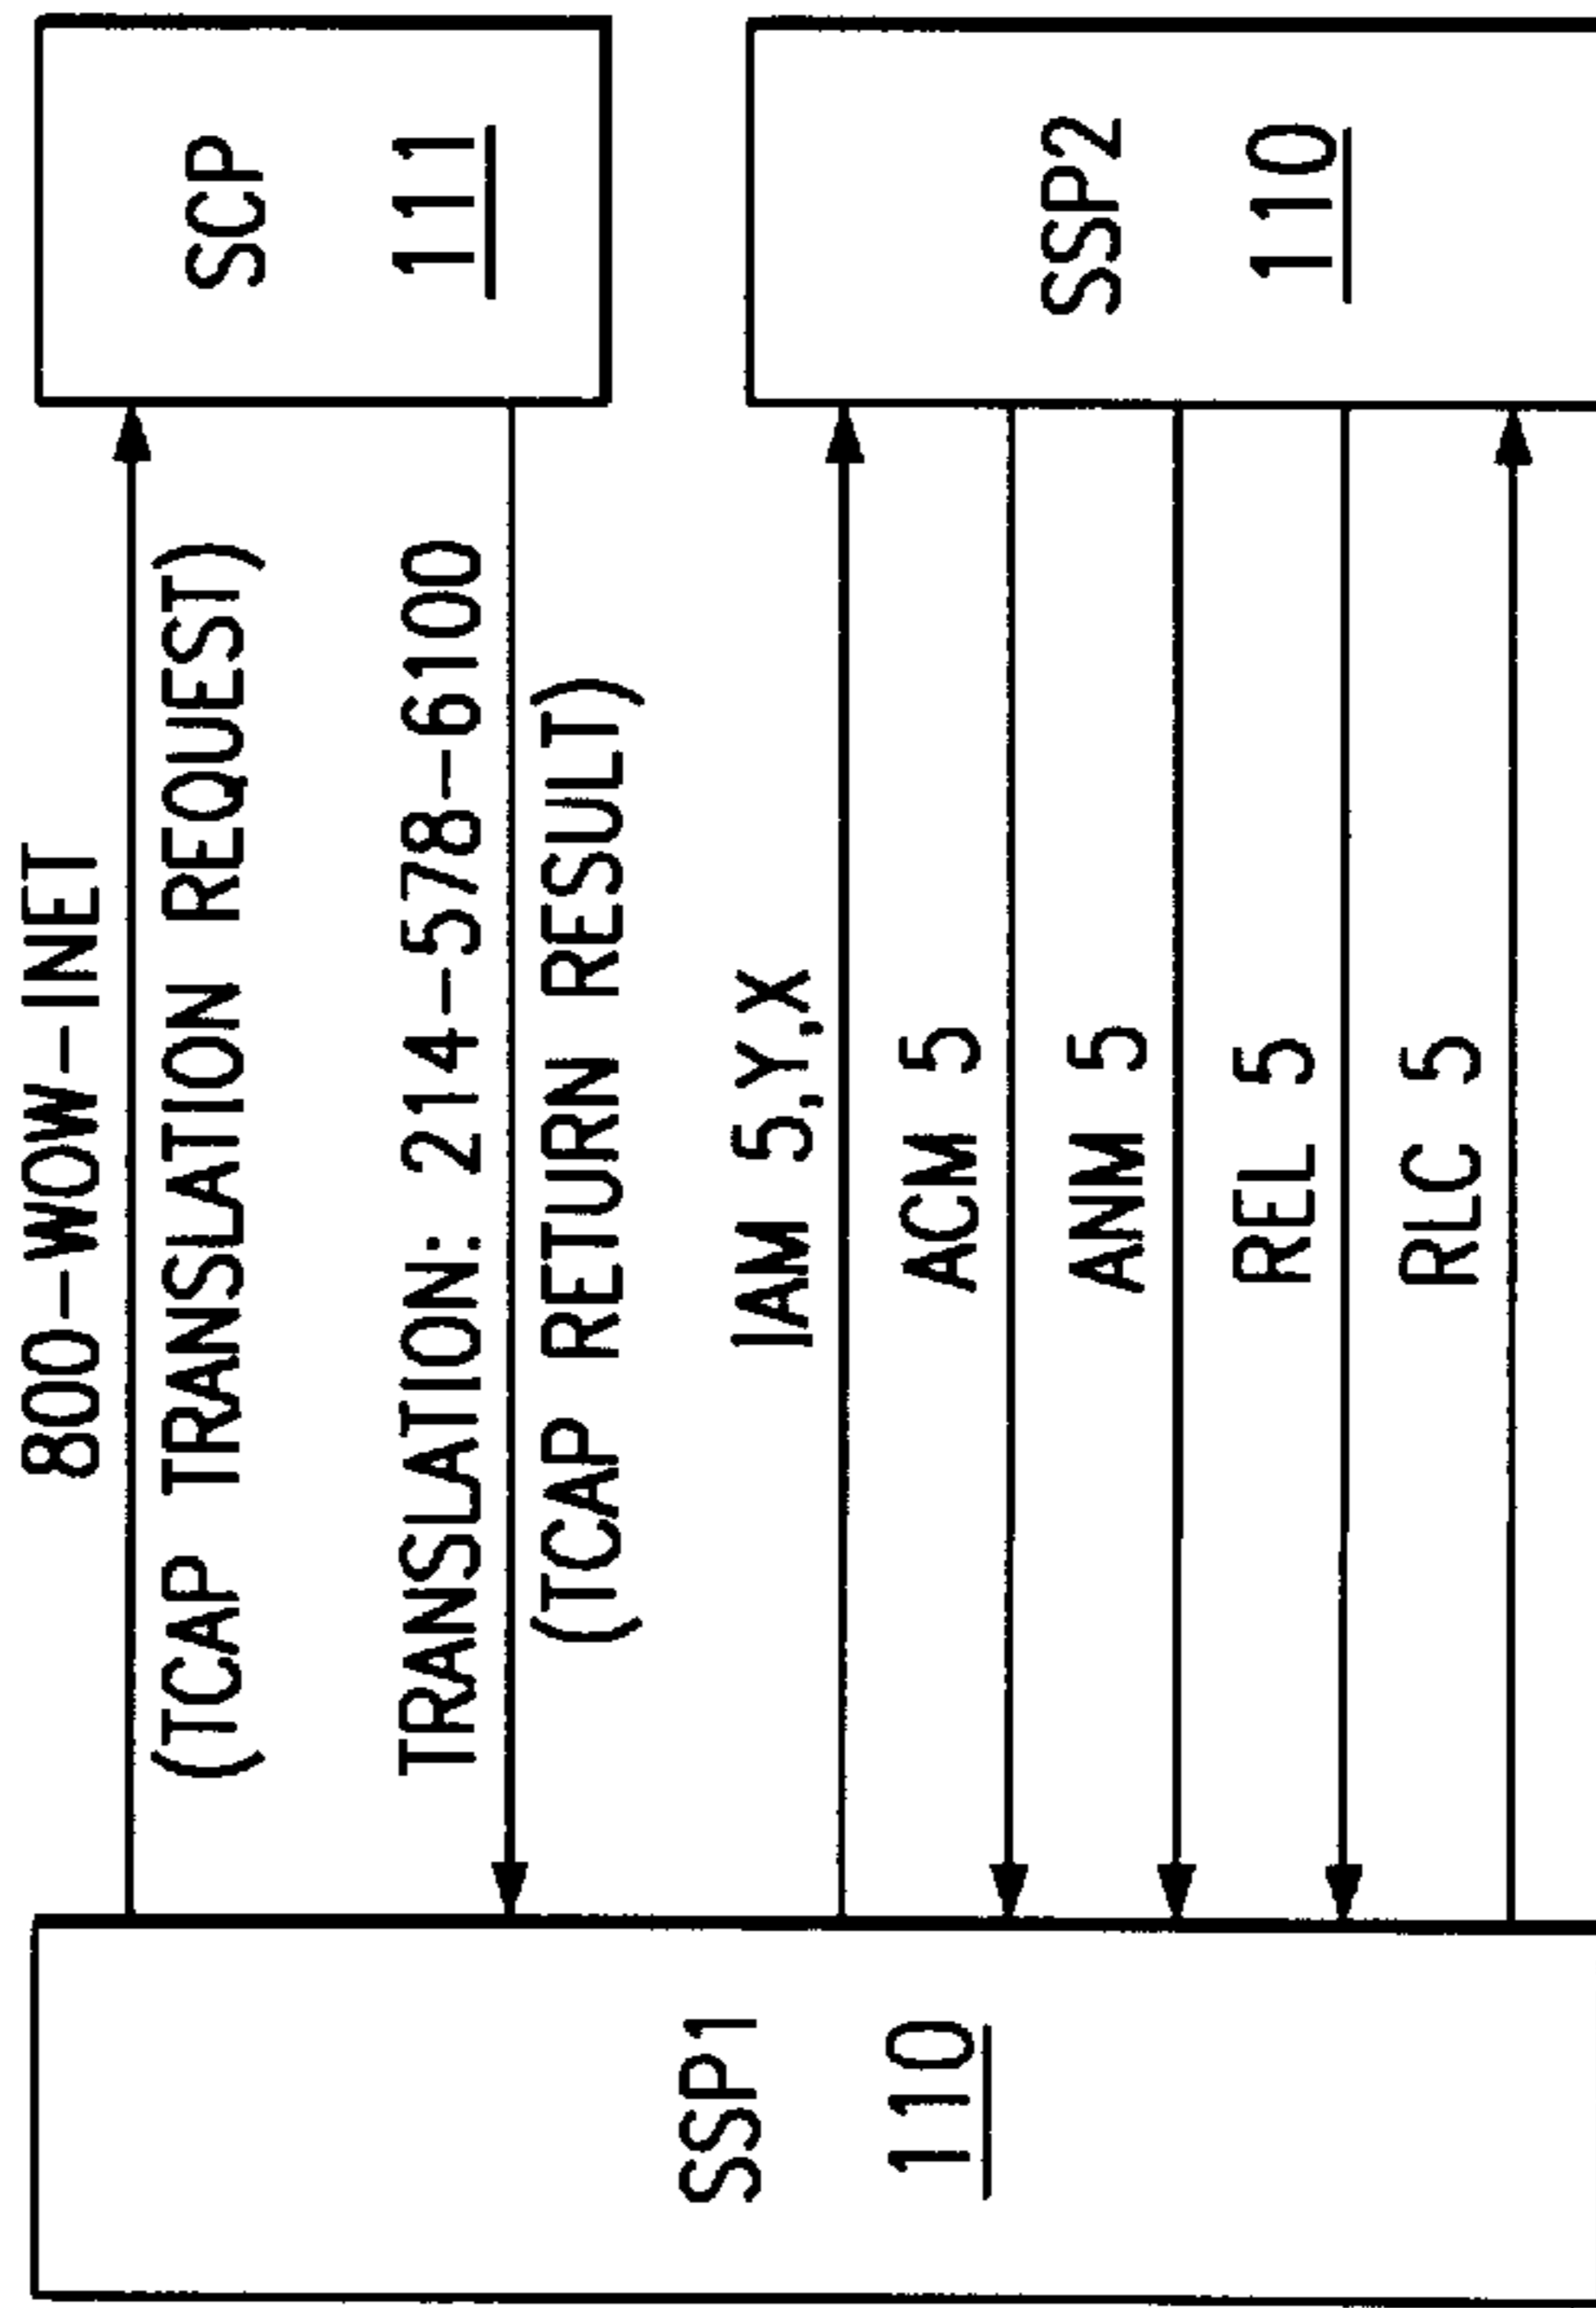 800-WOW-INET
(TCAP TRANSLATION REQUEST)
TRANSLATION: 214-578-6100
(TCAP RETURN RESULT)
SCP
111
SSP1
110
IAM 5,Y,X
ACM 5
ANM 5
REL 5
RLC 5
SSP2
110